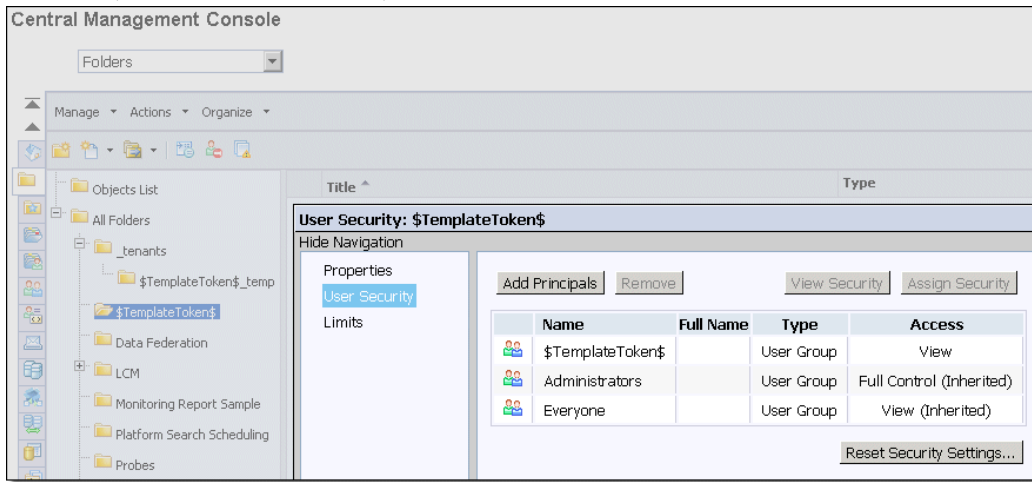 Central Management Console
Folders
Manage Actions Organize
Objects List
All Folders
_tenants
$TemplateToken$_temp
$TemplateToken$
Data Federation
LCM
Monitoring Report Sample
Platform Search Scheduling
Probes
Title Type
User Security: $TemplateToken$
Hide Navigation
Properties
User Security
Limits
Add Principals Remove View Security Assign Security
Name Full Name Type Access
$TemplateToken$ User Group View
Administrators User Group Full Control (Inherited)
Everyone User Group View (Inherited)
Reset Security Settings...